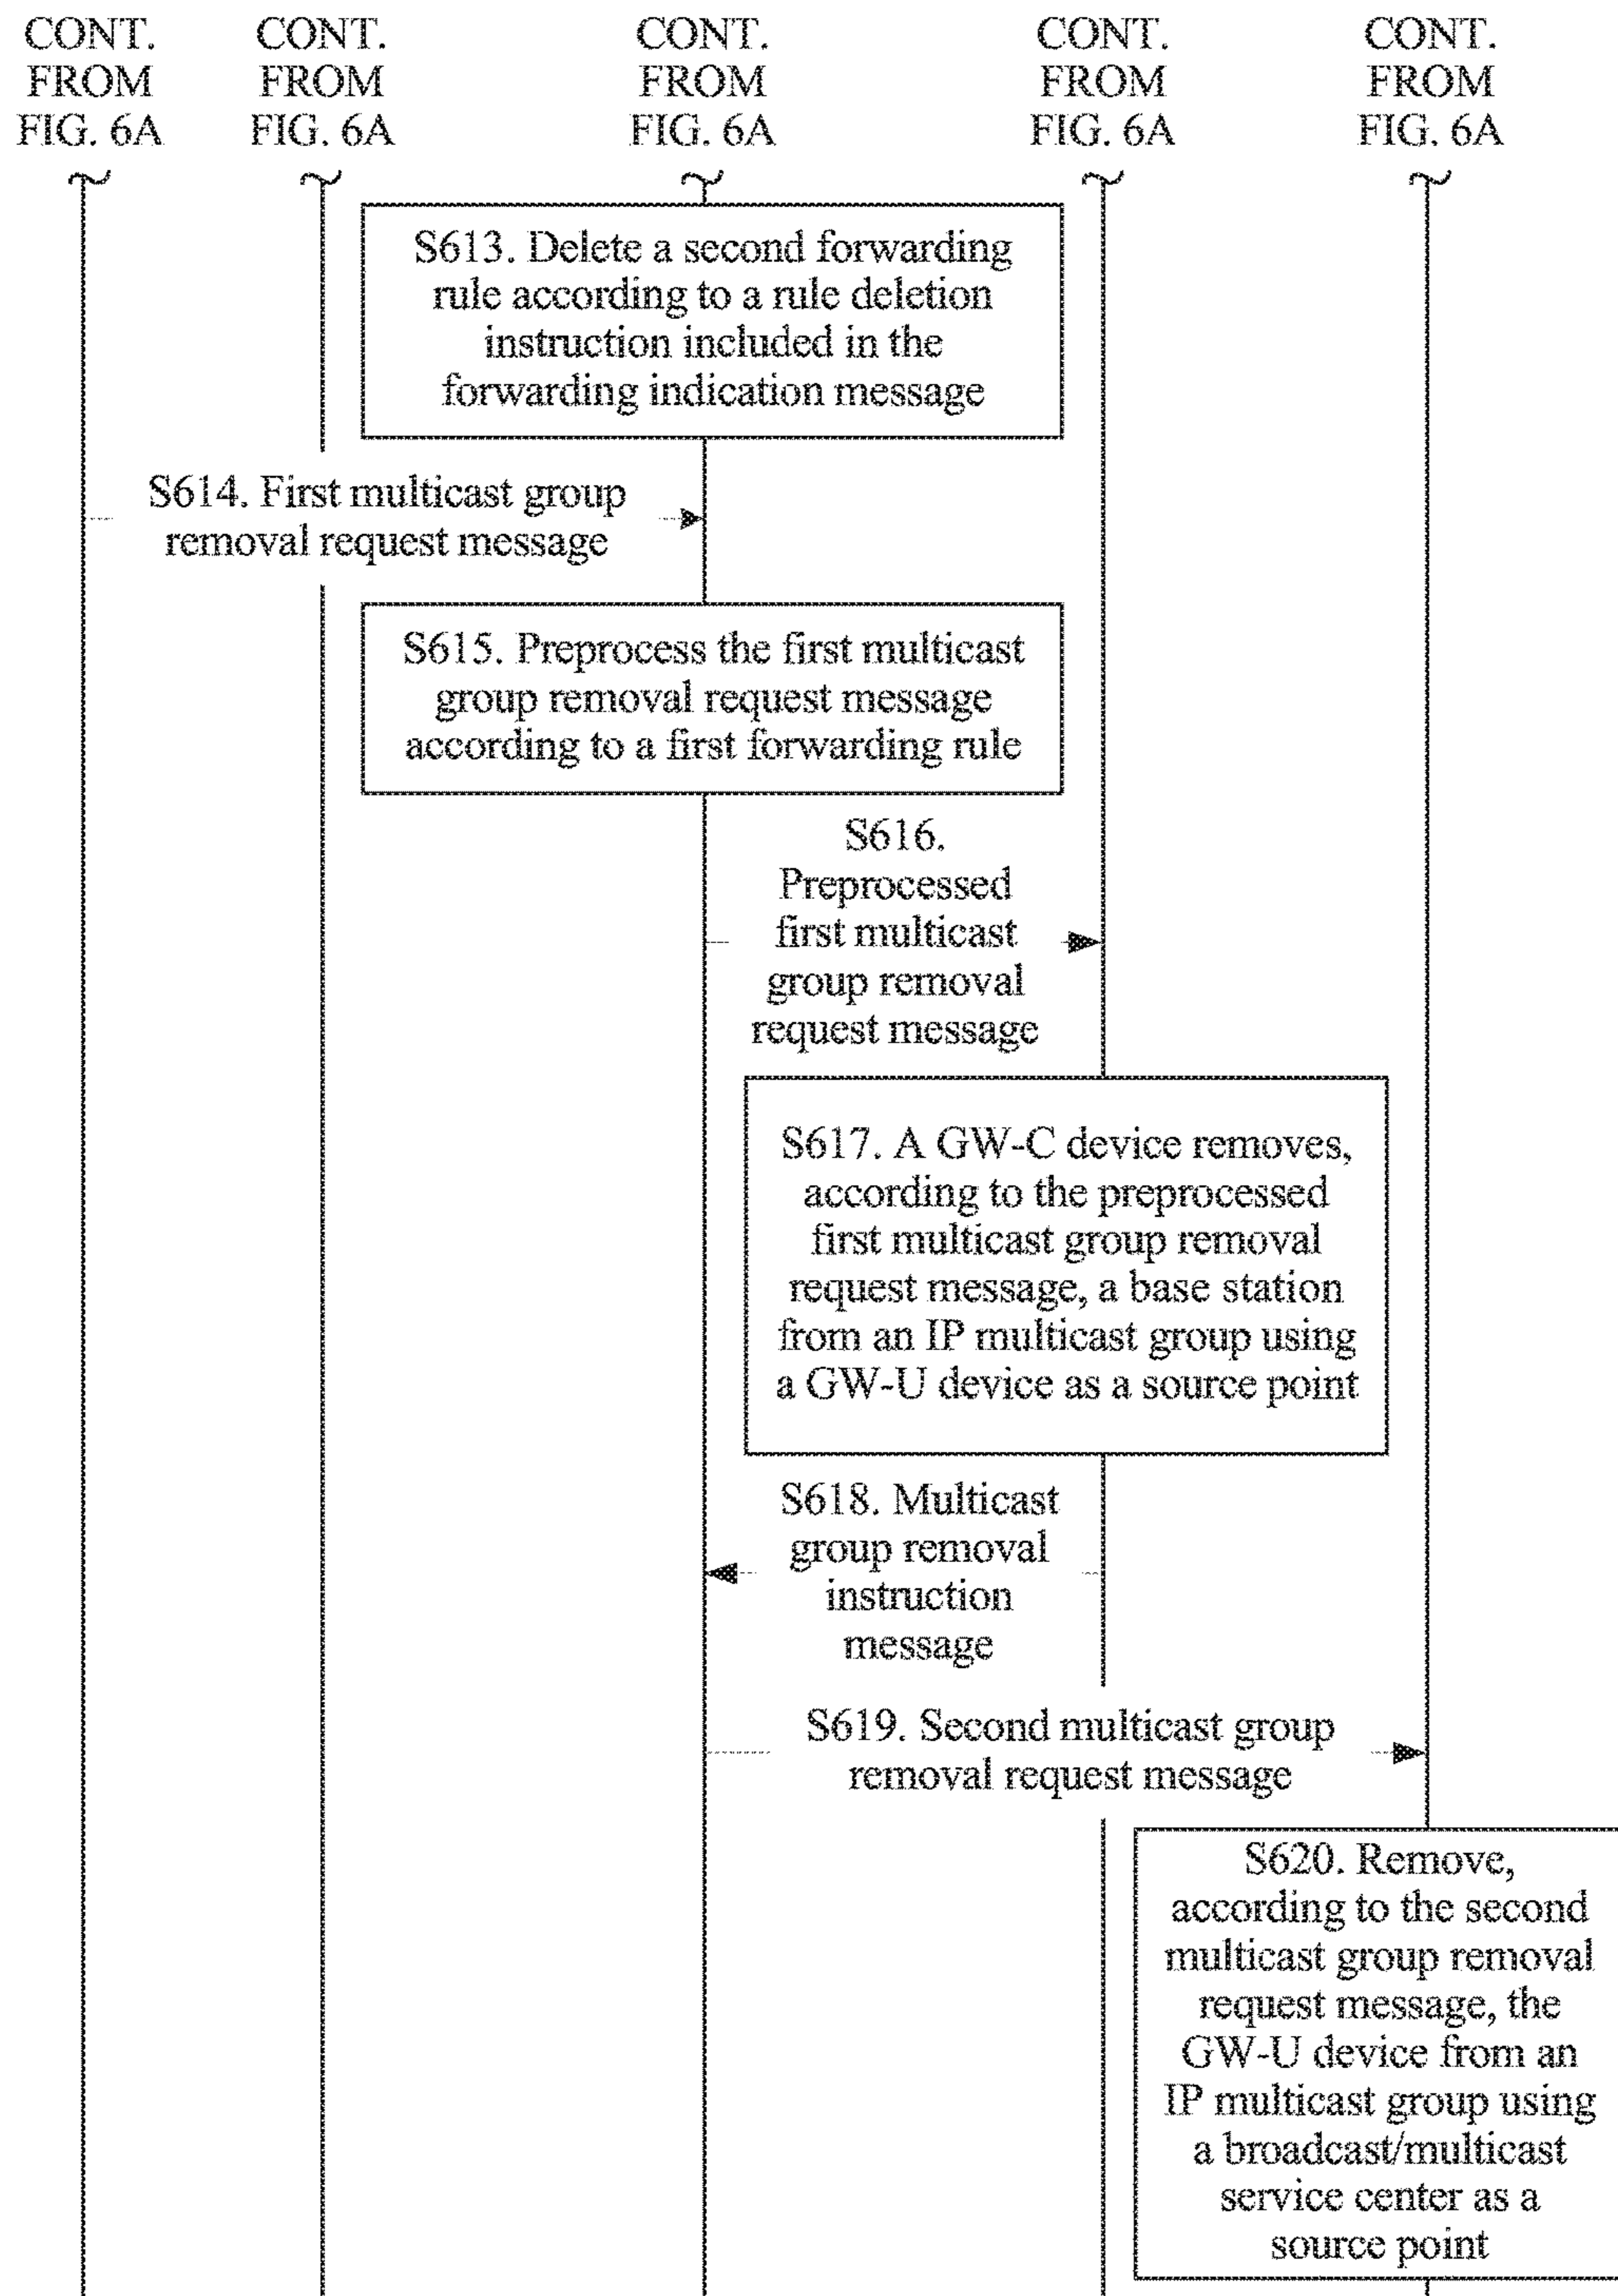 CONT.
FROM
FIG. 6A
CONT.
FROM
FIG. 6A
CONT.
FROM
FIG. 6A
CONT.
FROM
FIG. 6A
CONT.
FROM
FIG. 6A
S613. Delete a second forwarding
rule according to a rule deletion
instruction included in the
forwarding indication message
S614. First multicast group
removal request message
S615. Preprocess the first multicast
group removal request message
according to a first forwarding rule
S616.
Preprocessed
first multicast
group removal
request message
S617. A GW-C device removes,
according to the preprocessed
first multicast group removal
request message, a base station
from an IP multicast group using
a GW-U device as a source point
S618. Multicast
group removal
instruction
message
S619. Second multicast group
removal request message
S620. Remove,
according to the second
multicast group removal
request message, the
GW-U device from an
IP multicast group using
a broadcast/multicast
service center as a
source point